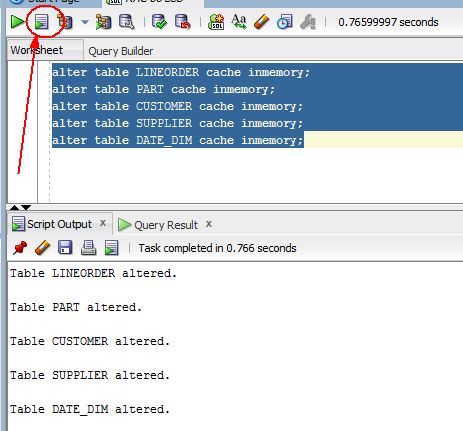 Start Page
0.76599997 seconds
Worksheet Query Builder
alter table LINEORDER cache inmemory;
alter table PART cache inmemory;
alter table CUSTOMER cache inmemory;
alter table SUPPLIER cache inmemory;
alter table DATE_DIM cache inmemory;
Script Output x Query Result x
Task completed in 0.766 seconds
Table LINEORDER altered.
Table PART altered.
Table CUSTOMER altered.
Table SUPPLIER altered.
Table DATE_DIM altered.